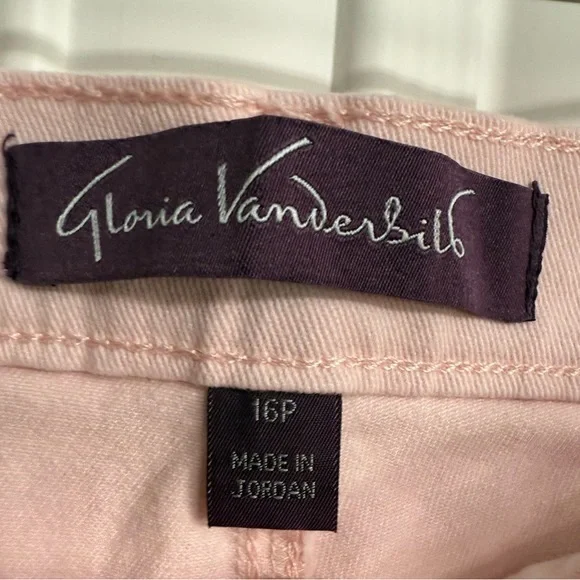 Gloria Vanderbilt
16P
MADE IN
JORDAN